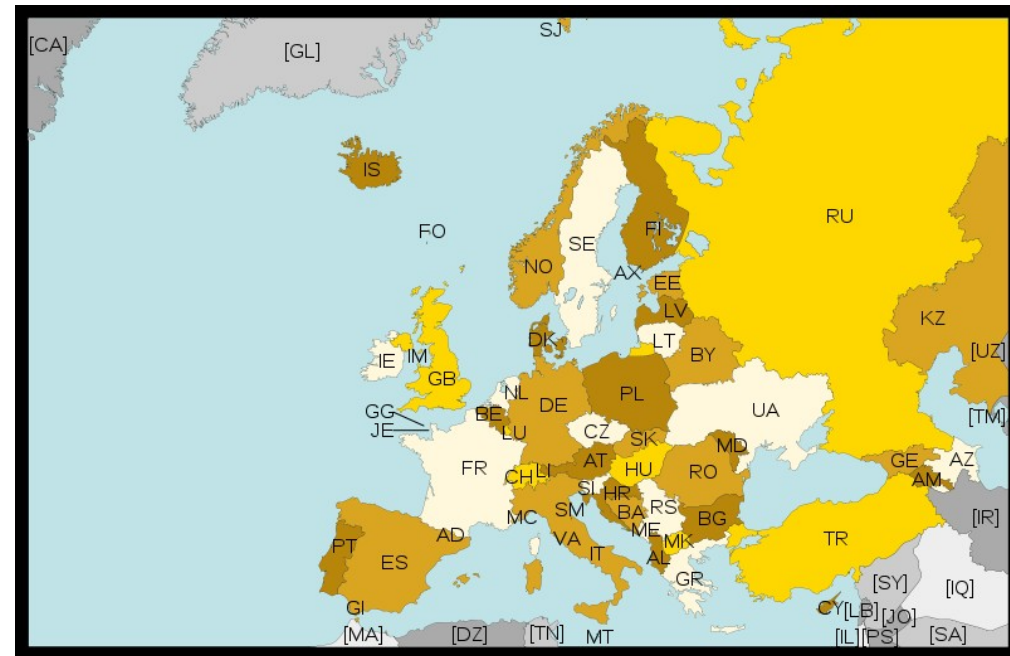 SJ
[CA]
[GL]
IS
RU
FO
SE
FI
NO
AX
EE
LV
KZ
DK
LT
IE
IM
BY
[UZ]
GB
NL
DE
PL
GG
BE
UA
[TM]
JE
LU
CZ
SK
MD
FR
CH
LI
AT
HU
RO
GE
AZ
SI
HR
AM
MC
SM
BA
RS
BG
[IR]
AD
VA
ME
MK
TR
PT
ES
IT
AL
GR
[SY]
[IQ]
GI
CY
[LB]
[JO]
[MA]
[DZ]
[TN]
MT
[IL]
[PS]
[SA]